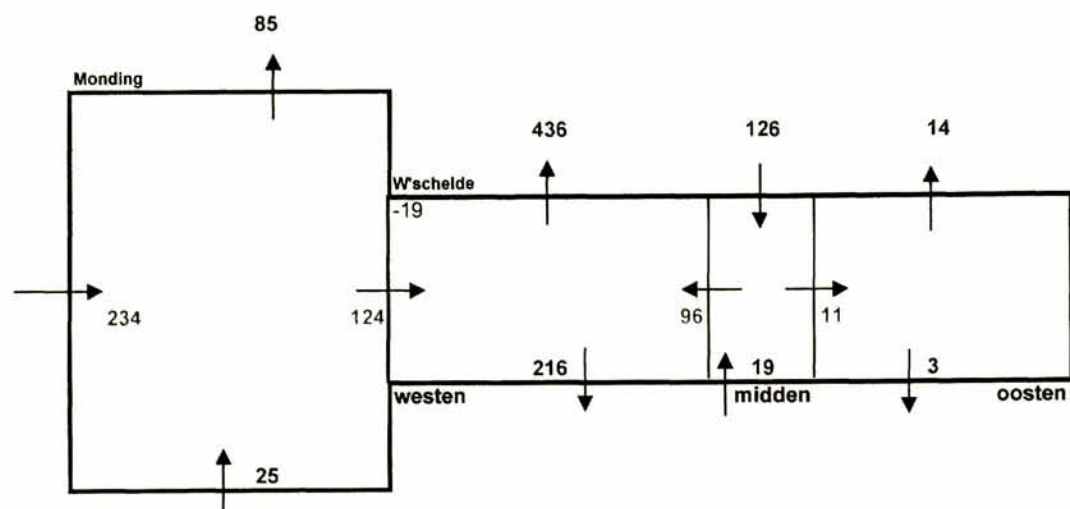 85
Monding
436 126 14
W'schelde
-19
234 124 96 11
216 19 3
westen midden oosten
25